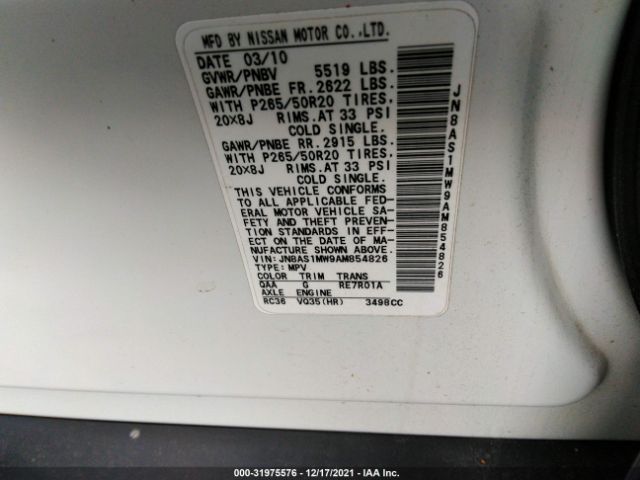 MFD BY NISSAN MOTOR CO.,LTD.
DATE 03/10
GVWR/PNBV 5519 LBS.
GAWR/PNBE FR. 2622 LBS.
WITH P265/50R20 TIRES,
20X8J RIMS.AT 33 PSI
COLD SINGLE.
GAWR/PNBE RR. 2915 LBS.
WITH P265/50R20 TIRES,
20X8J RIMS.AT 33 PSI
COLD SINGLE.
THIS VEHICLE CONFORMS
TO ALL APPLICABLE FED-
ERAL MOTOR VEHICLE SA-
FETY AND THEFT PREVEN-
TION STANDARDS IN EFF-
ECT ON THE DATE OF MA-
NUFACTURE SHOWN ABOVE.
VIN: JN8AS1MW9AM854826
TYPE: MPV
COLOR TRIM TRANS
QAA G RE7R01A
AXLE ENGINE
RC36 VQ35(HR) 3498CC
JN8AS1MW9AM854826
000-31975576 - 12/17/2021 - IAA Inc.